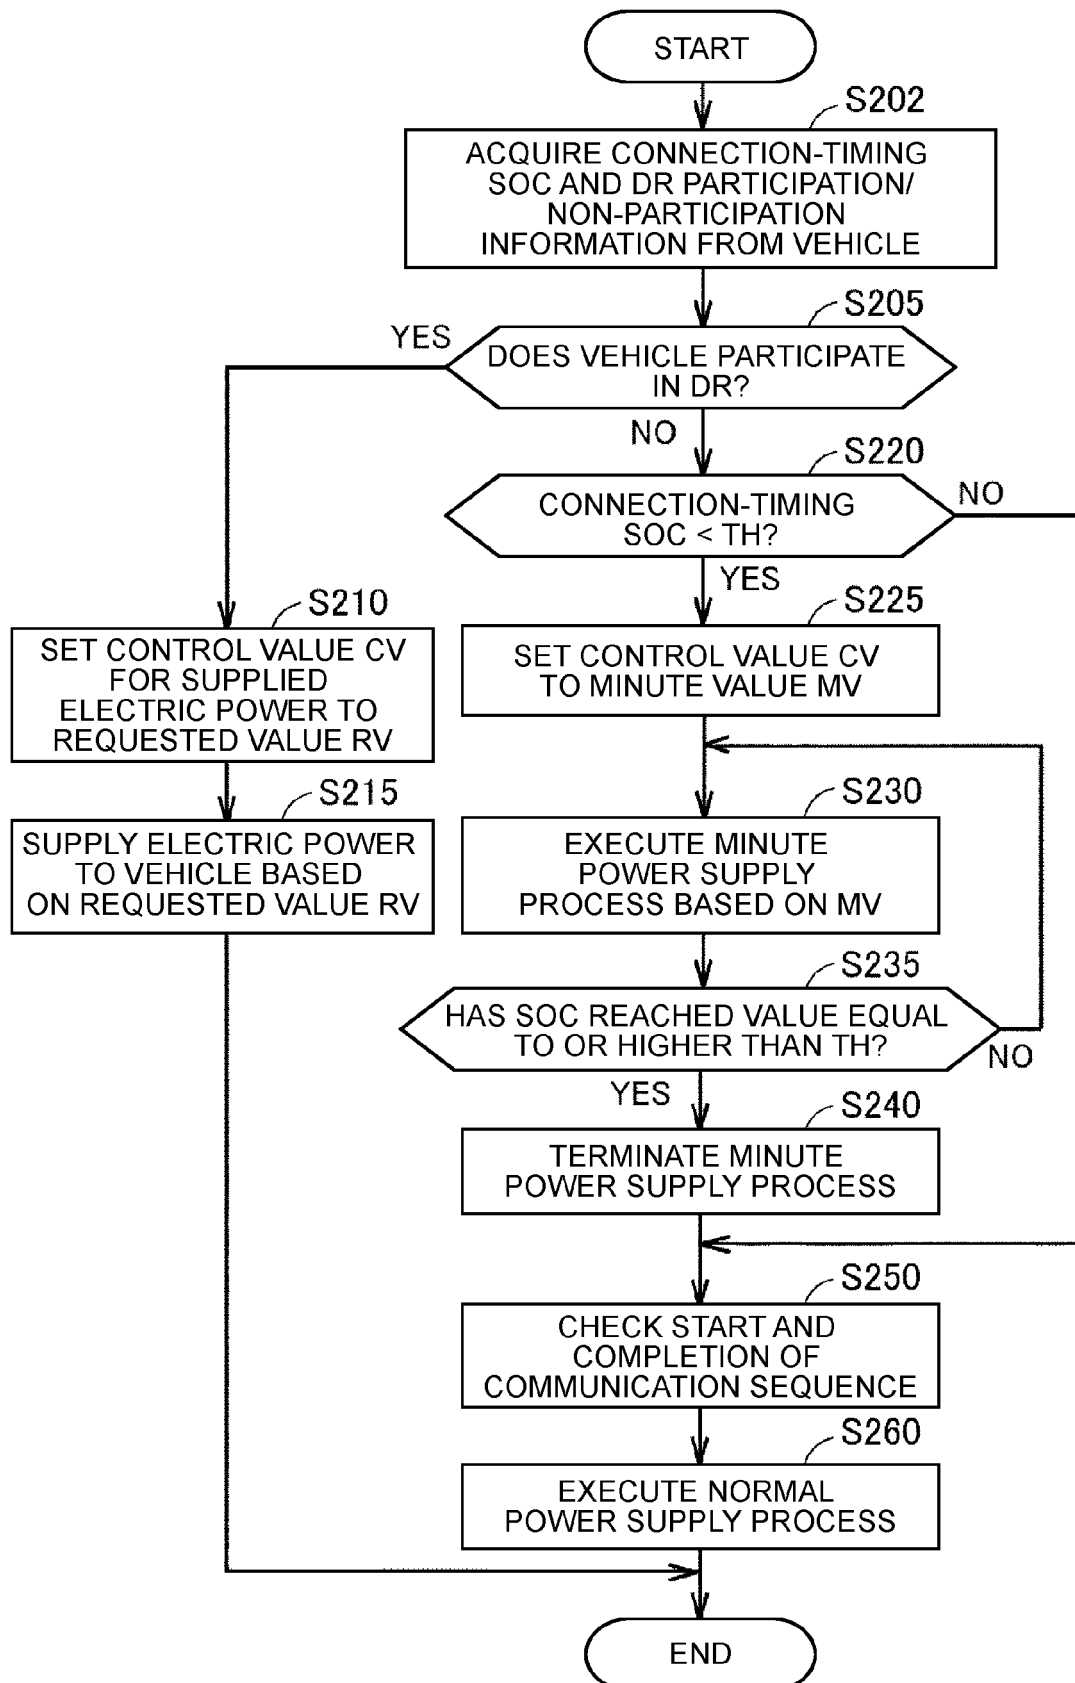 START
S202
ACQUIRE CONNECTION-TIMING
SOC AND DR PARTICIPATION/
NON-PARTICIPATION
INFORMATION FROM VEHICLE
S205
YES
DOES VEHICLE PARTICIPATE
IN DR?
NO
S220
CONNECTION-TIMING
SOC < TH?
NO
YES
S210
SET CONTROL VALUE CV
FOR SUPPLIED
ELECTRIC POWER TO
REQUESTED VALUE RV
S225
SET CONTROL VALUE CV
TO MINUTE VALUE MV
S215
SUPPLY ELECTRIC POWER
TO VEHICLE BASED
ON REQUESTED VALUE RV
S230
EXECUTE MINUTE
POWER SUPPLY
PROCESS BASED ON MV
S235
HAS SOC REACHED VALUE EQUAL
TO OR HIGHER THAN TH?
NO
YES
S240
TERMINATE MINUTE
POWER SUPPLY PROCESS
S250
CHECK START AND
COMPLETION OF
COMMUNICATION SEQUENCE
S260
EXECUTE NORMAL
POWER SUPPLY PROCESS
END